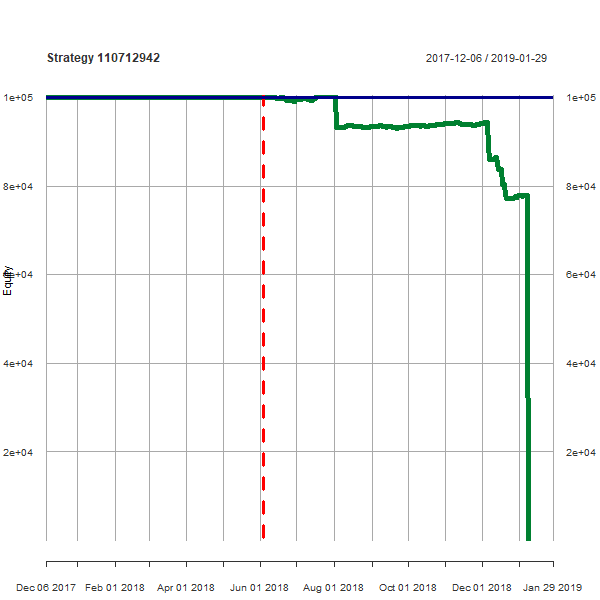 Strategy 110712942 2017-12-06 / 2019-01-29
1e+05 1e+05
8e+04 8e+04
6e+04 6e+04
Equity
4e+04 4e+04
2e+04 2e+04
Dec 06 2017 Feb 01 2018 Apr 01 2018 Jun 01 2018 Aug 01 2018 Oct 01 2018 Dec 01 2018 Jan 29 2019